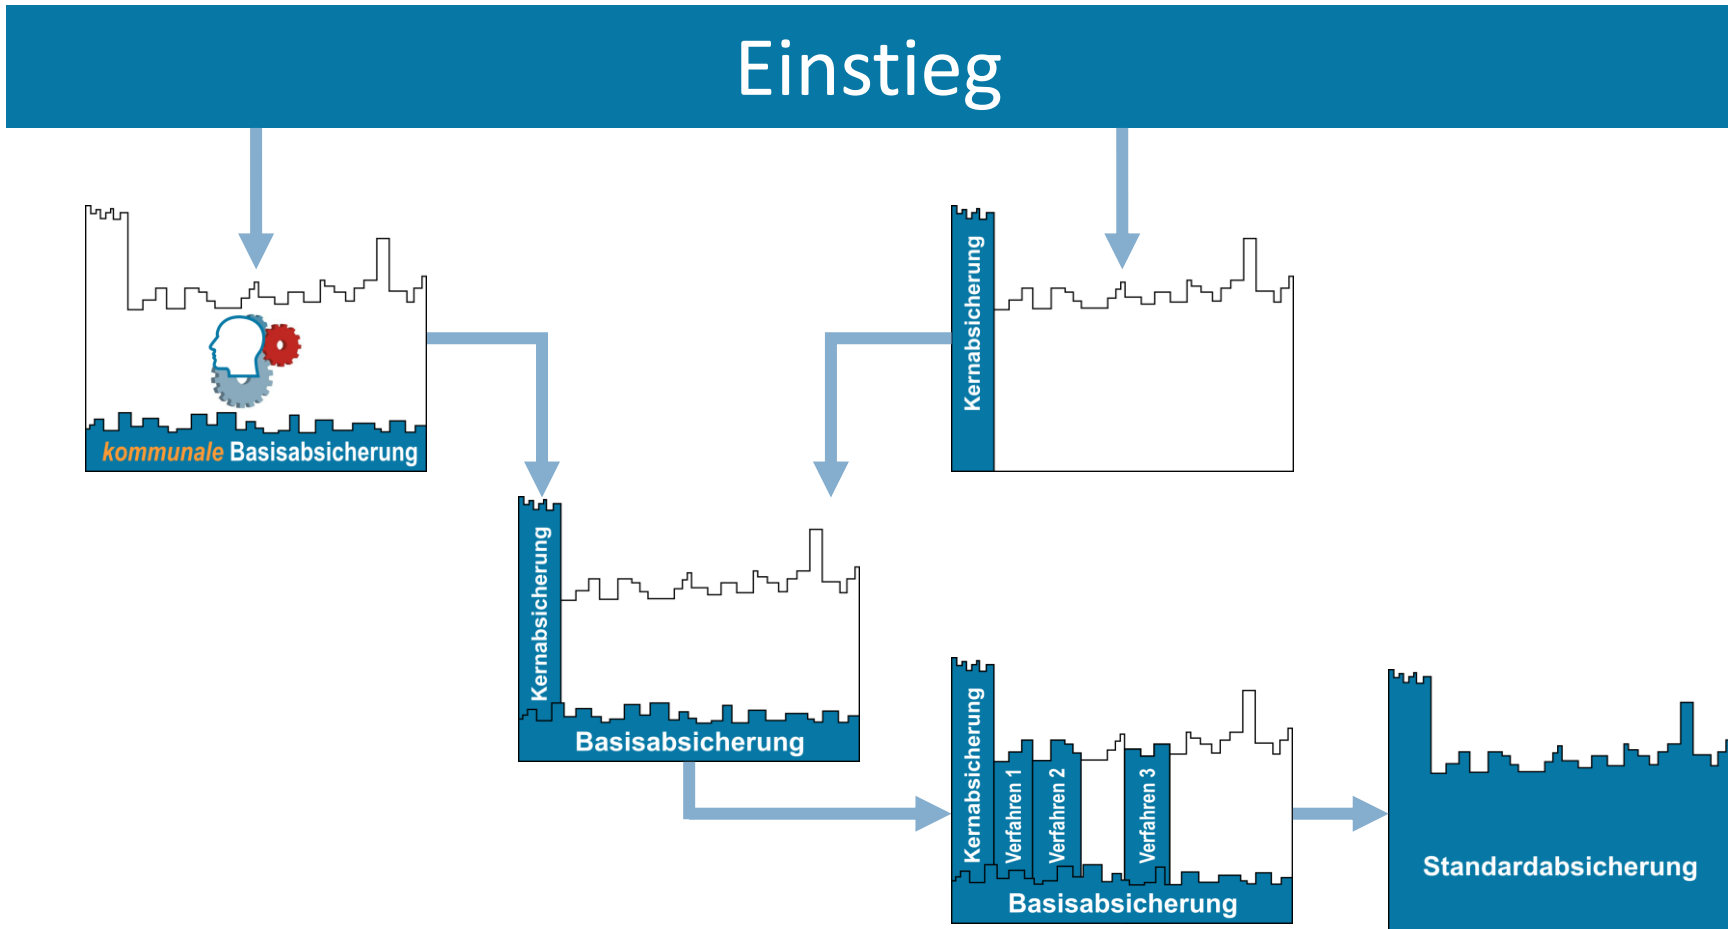 Einstieg
kommunale Basisabsicherung
Kernabsicherung
Kernabsicherung
Basisabsicherung
Kernabsicherung
Verfahren 1
Verfahren 2
Verfahren 3
Basisabsicherung
Standardabsicherung